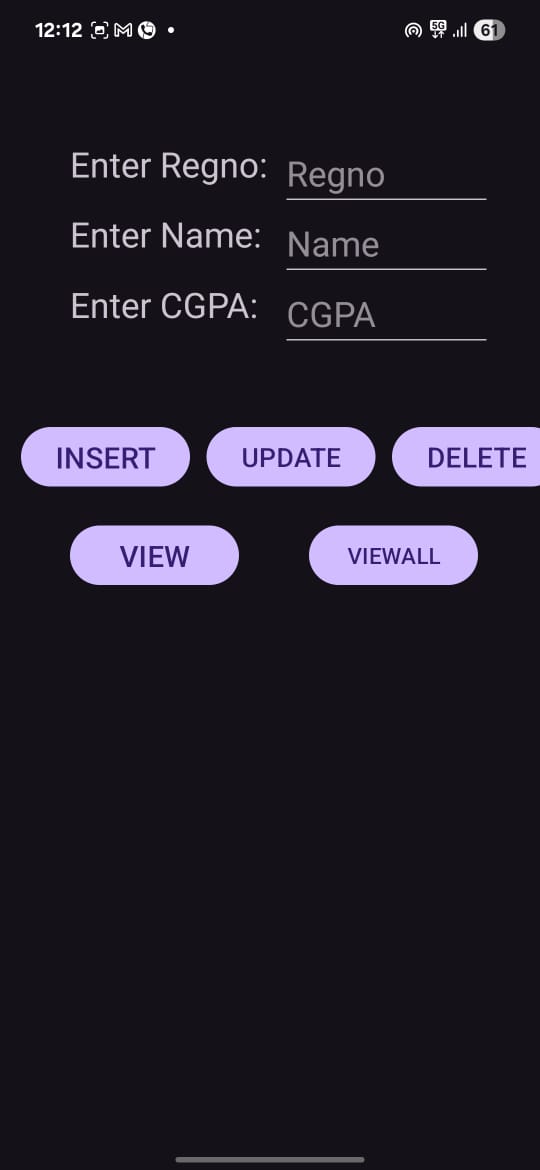 12:12 5G 61
Enter Regno: Regno
Enter Name: Name
Enter CGPA: CGPA
INSERT UPDATE DELETE
VIEW VIEWALL